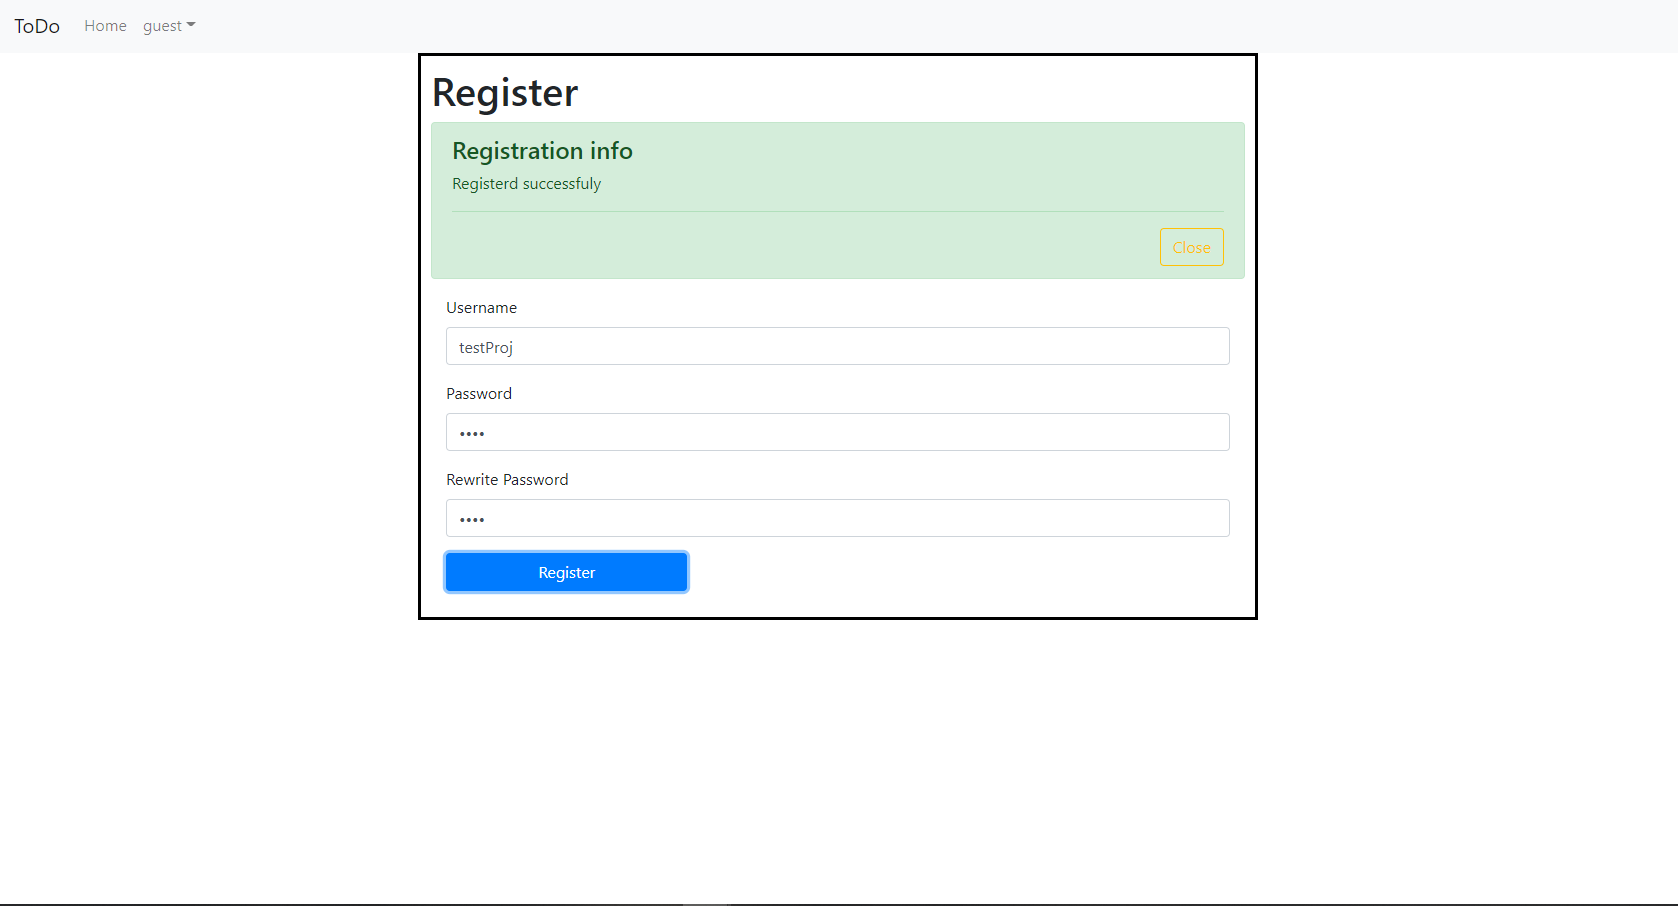 ToDo Home guest
Register
Registration info
Registerd successfuly
Close
Username
testProj
Password
••••
Rewrite Password
••••
Register